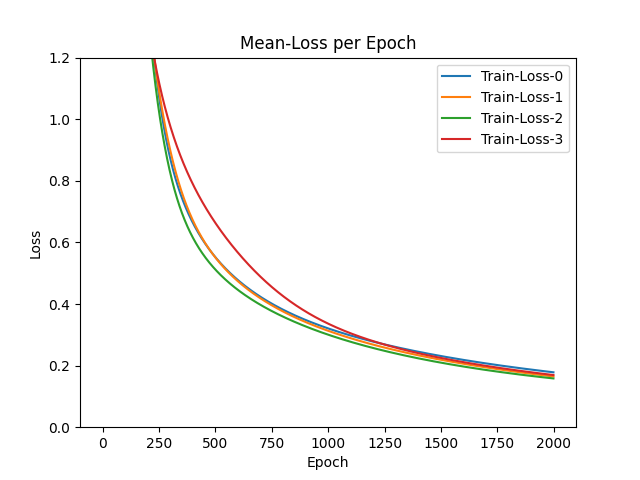 Mean-Loss per Epoch
Train-Loss-0
Train-Loss-1
Train-Loss-2
Train-Loss-3
Loss
1.2
1.0
0.8
0.6
0.4
0.2
0.0
0 250 500 750 1000 1250 1500 1750 2000
Epoch